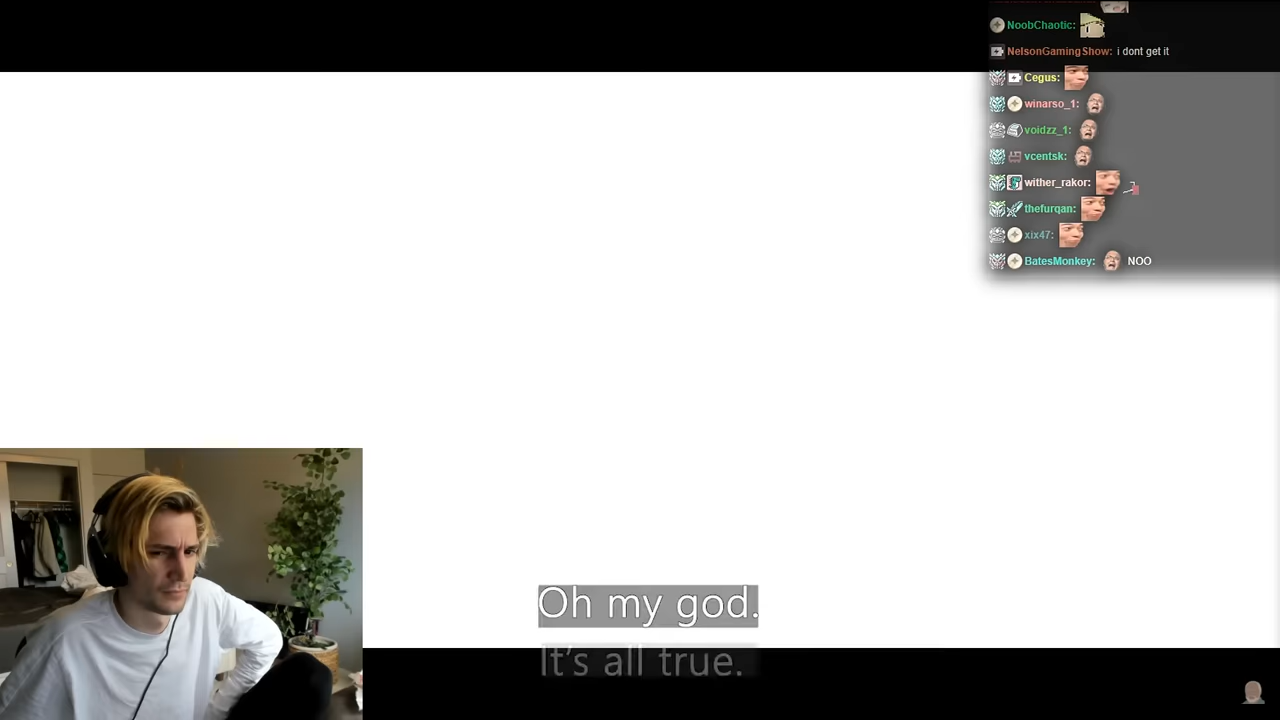 NoobChaotic:
NelsonGamingShow: i dont get it
Cegus:
winarso_1:
voidzz_1:
vcentsk:
wither_rakor:
thefurqan:
xix47:
BatesMonkey: NOO
Oh my god.
It's all true.